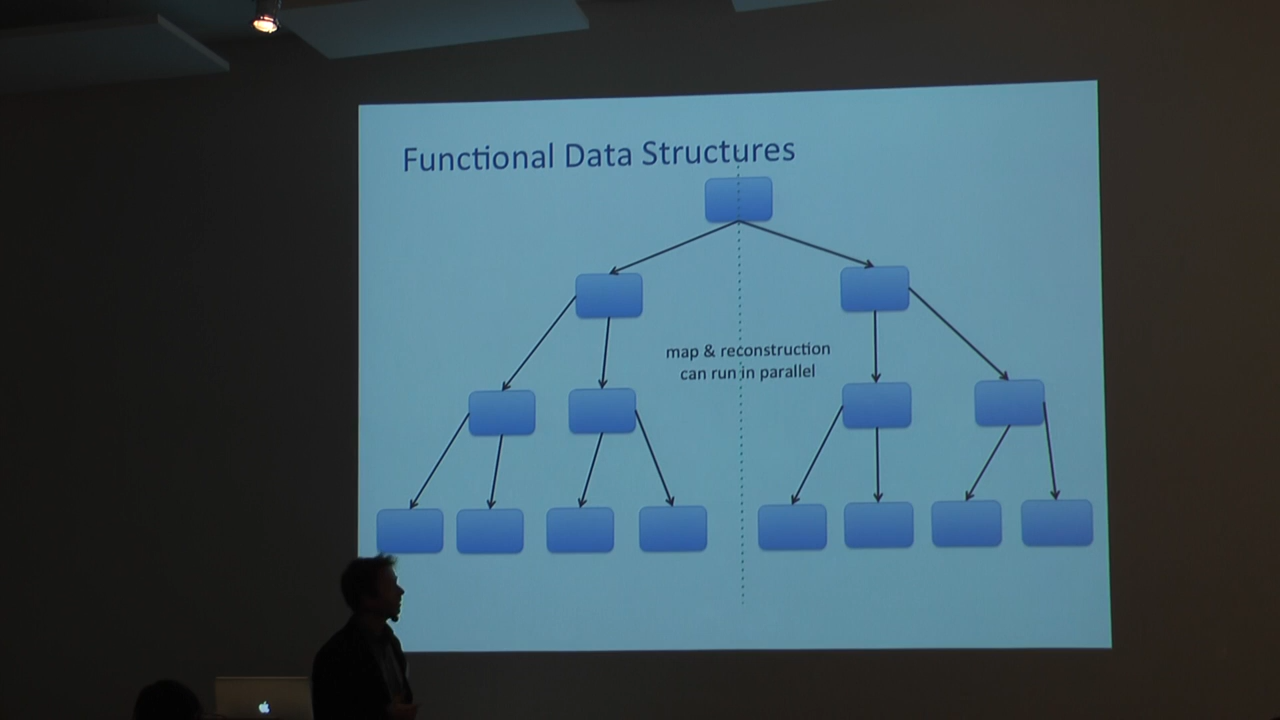 Functional Data Structures
map & reconstruction
can run in parallel